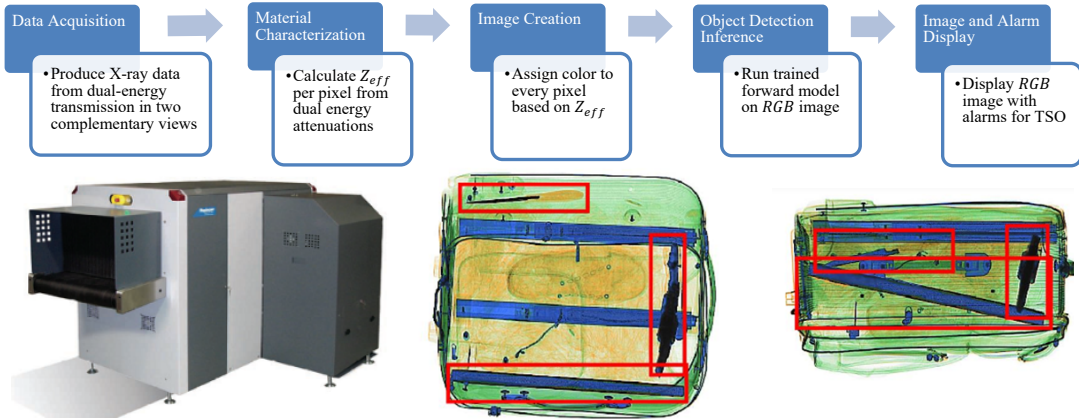 Data Acquisition
•Produce X-ray data
from dual-energy
transmission in two
complementary views
Material
Characterization
•Calculate Z_eff
per pixel from
dual energy
attenuations
Image Creation
•Assign color to
every pixel
based on Z_eff
Object Detection
Inference
•Run trained
forward model
on RGB image
Image and Alarm
Display
•Display RGB
image with
alarms for TSO